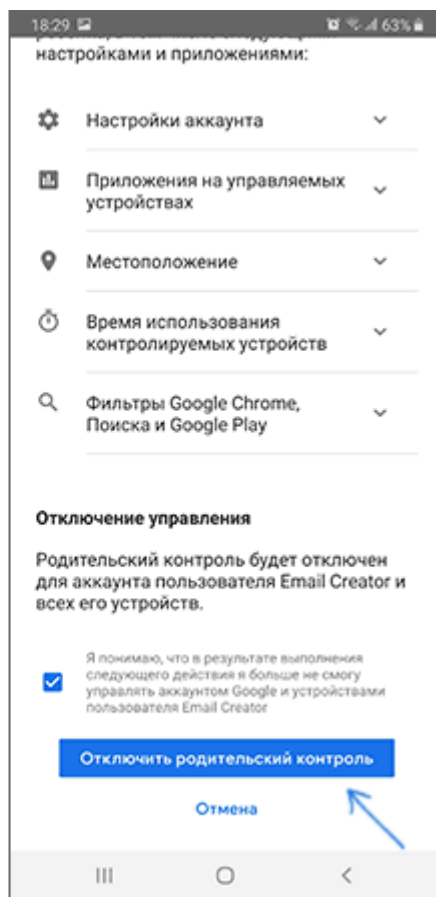 18:29 63%
настройками и приложениями:
Настройки аккаунта
Приложения на управляемых
устройствах
Местоположение
Время использования
контролируемых устройств
Фильтры Google Chrome,
Поиска и Google Play
Отключение управления
Родительский контроль будет отключен
для аккаунта пользователя Email Creator и
всех его устройств.
Я понимаю, что в результате выполнения
следующего действия я больше не смогу
управлять аккаунтом Google и устройствами
пользователя Email Creator
Отключить родительский контроль
Отмена